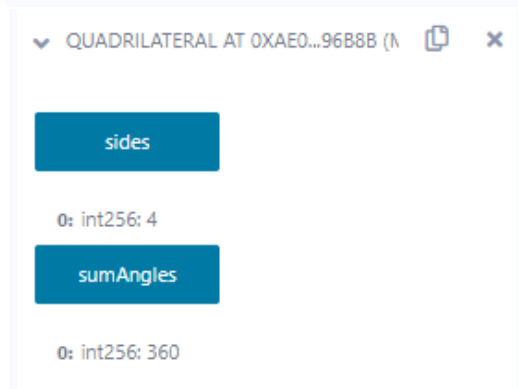 QUADRILATERAL AT 0XAE0...96B8B (
sides
0: int256: 4
sumAngles
0: int256: 360